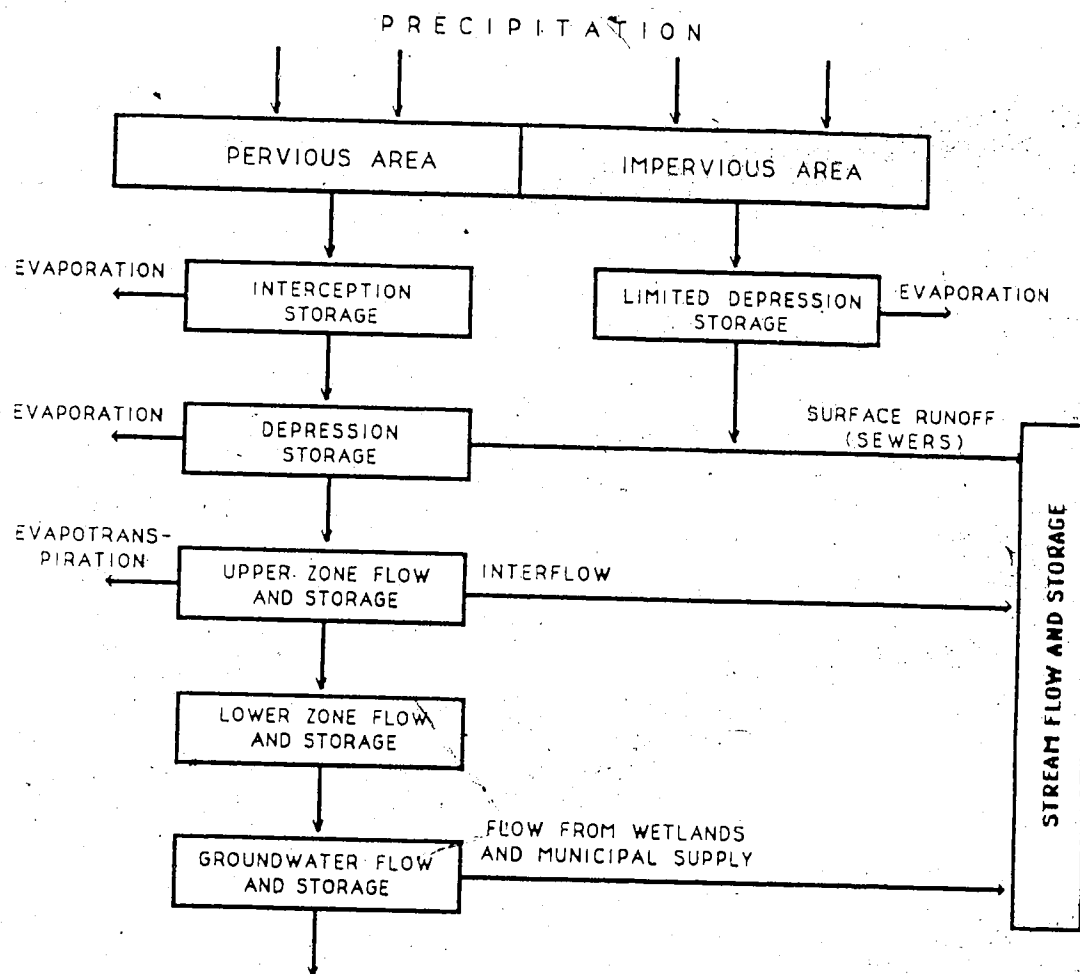 PRECIPITATION
PERVIOUS AREA
IMPERVIOUS AREA
EVAPORATION
INTERCEPTION
STORAGE
LIMITED DEPRESSION
STORAGE
EVAPORATION
EVAPORATION
DEPRESSION
STORAGE
SURFACE RUNOFF
(SEWERS)
EVAPOTRANS-
PIRATION
UPPER ZONE FLOW
AND STORAGE
INTERFLOW
LOWER ZONE FLOW
AND STORAGE
GROUNDWATER FLOW
AND STORAGE
FLOW FROM WETLANDS
AND MUNICIPAL SUPPLY
STREAM FLOW AND STORAGE